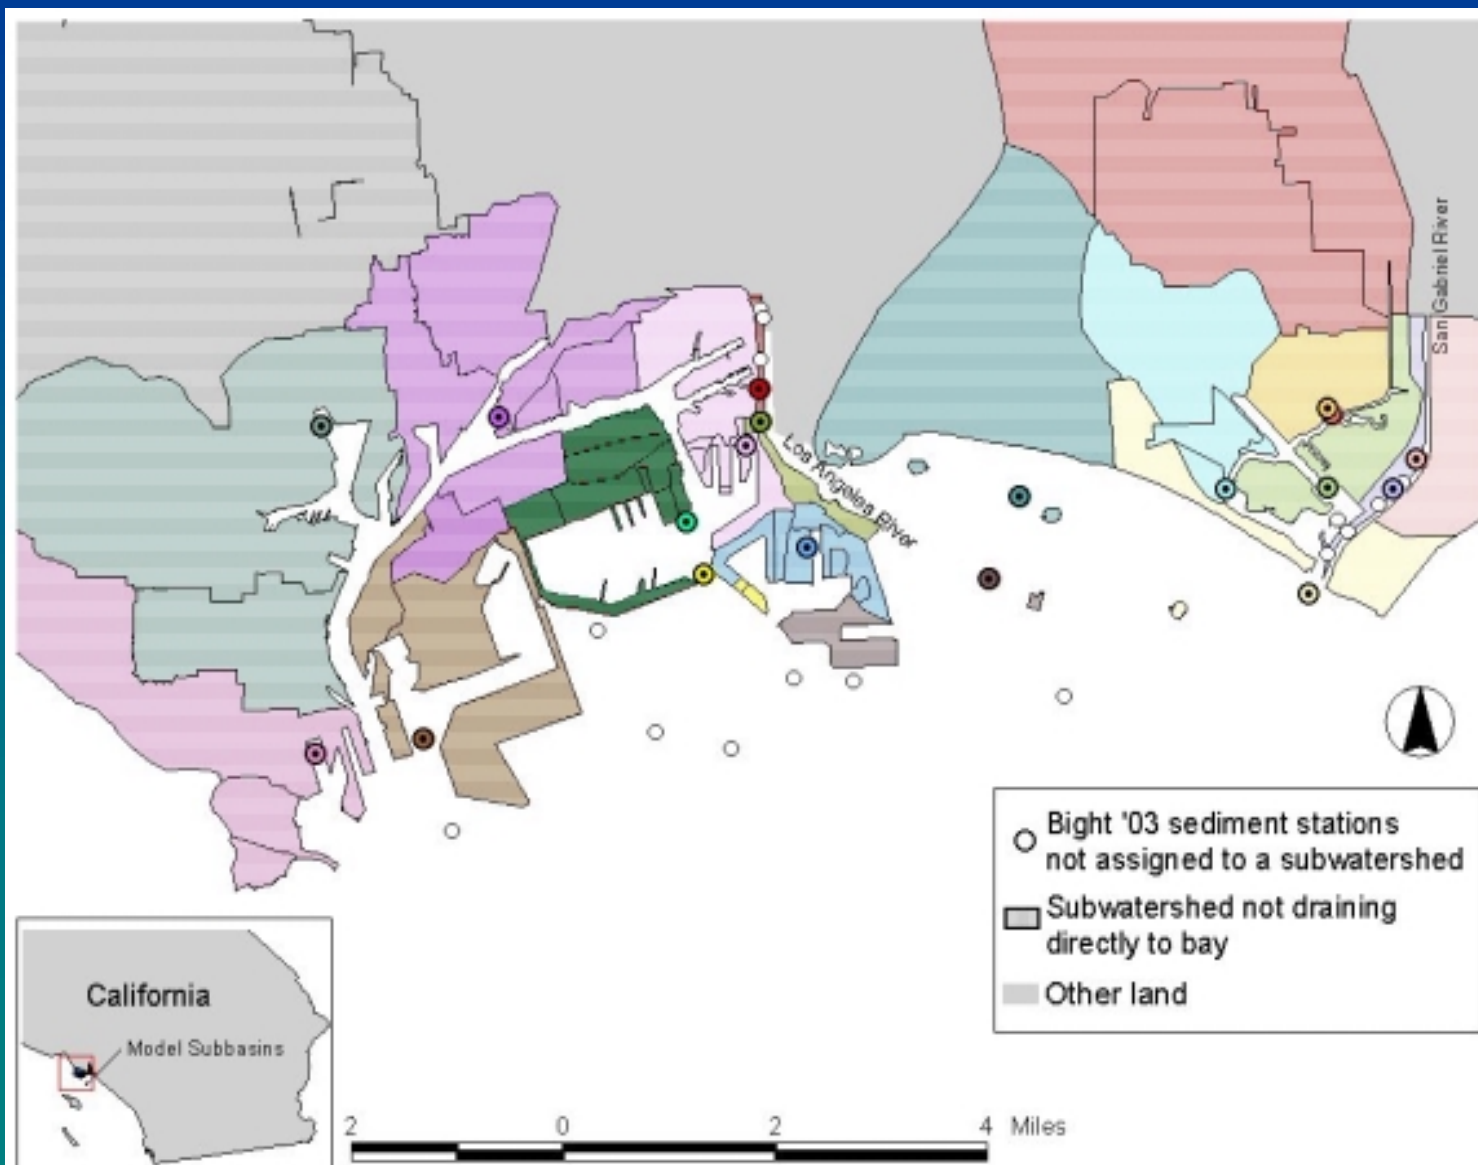 San Gabriel River
Los Angeles River
Bight '03 sediment stations
not assigned to a subwatershed
Subwatershed not draining
directly to bay
Other land
California
Model Subbasins
2 0 2 4 Miles